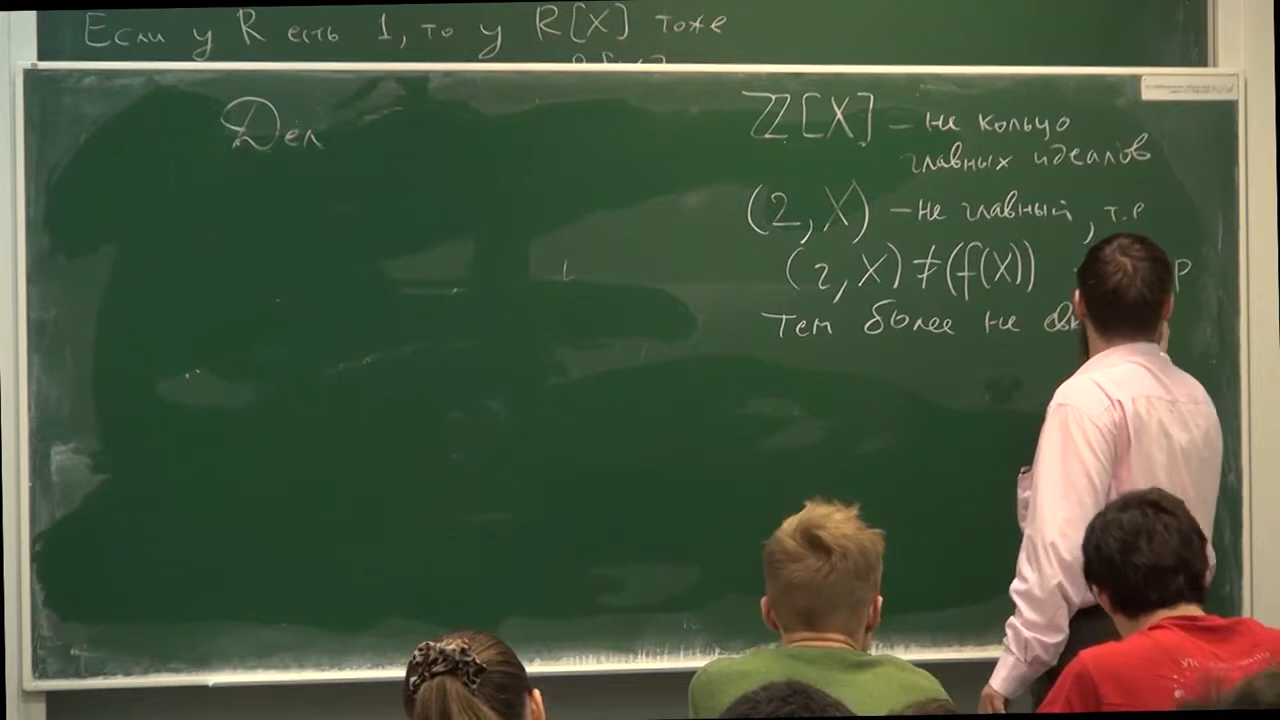 Если у R есть 1, то у R[X] тоже
Дел
ℤ[X] – не кольцо
главных идеалов
(2, X) – не главный, т.е
(2, X) ≠ (f(X))
Тем более не